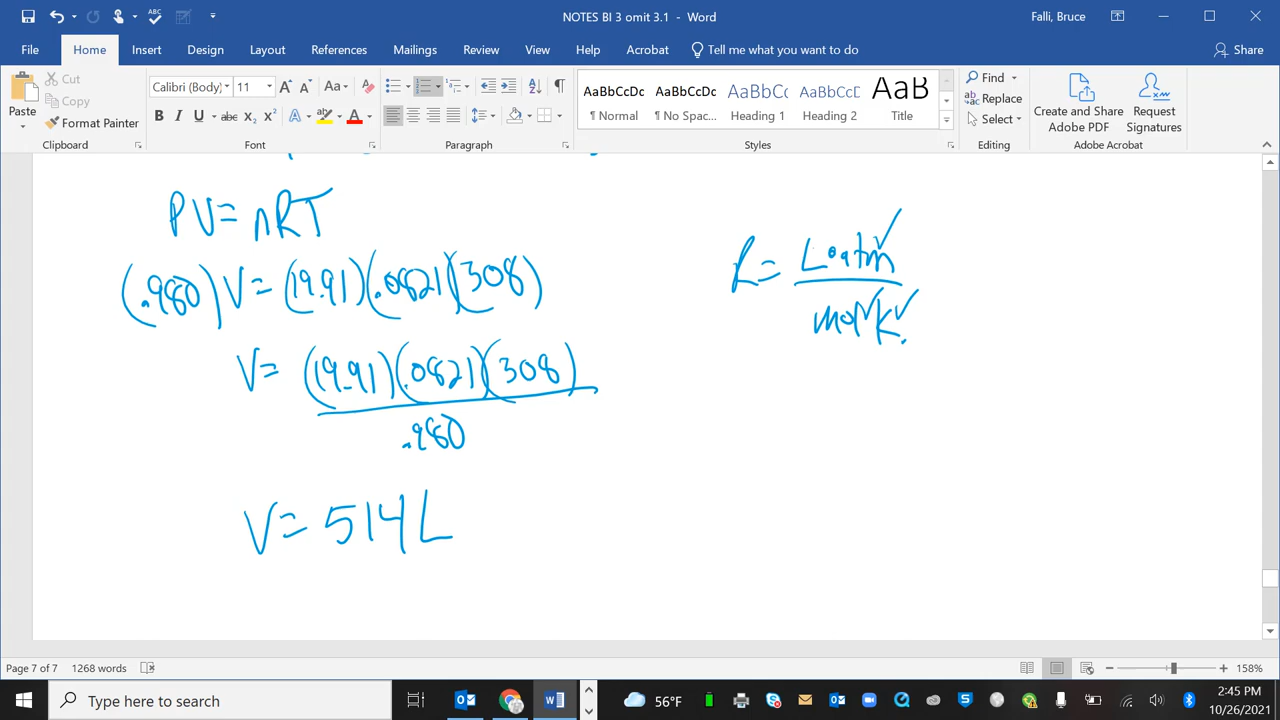 NOTES BI 3 omit 3.1 - Word
Falli, Bruce
File Home Insert Design Layout References Mailings Review View Help Acrobat Tell me what you want to do Share
Paste
Cut
Copy
Format Painter
Clipboard
Calibri (Body) 11
Aa
B I U abc X₂ X² A A
Font
Paragraph
AaBbCcDc AaBbCcDc AaBbCc AaBbCcD AaB
¶ Normal ¶ No Spac... Heading 1 Heading 2 Title
Styles
Find
Replace
Select
Editing
Create and Share Adobe PDF
Request Signatures
Adobe Acrobat
PV = nRT
(.980) V = (19.91)(.0821)(308)
V = (19.91)(.0821)(308)
.980
V = 514 L
R = L•atm
mol K
Page 7 of 7 1268 words 158%
Type here to search 56°F
2:45 PM
10/26/2021